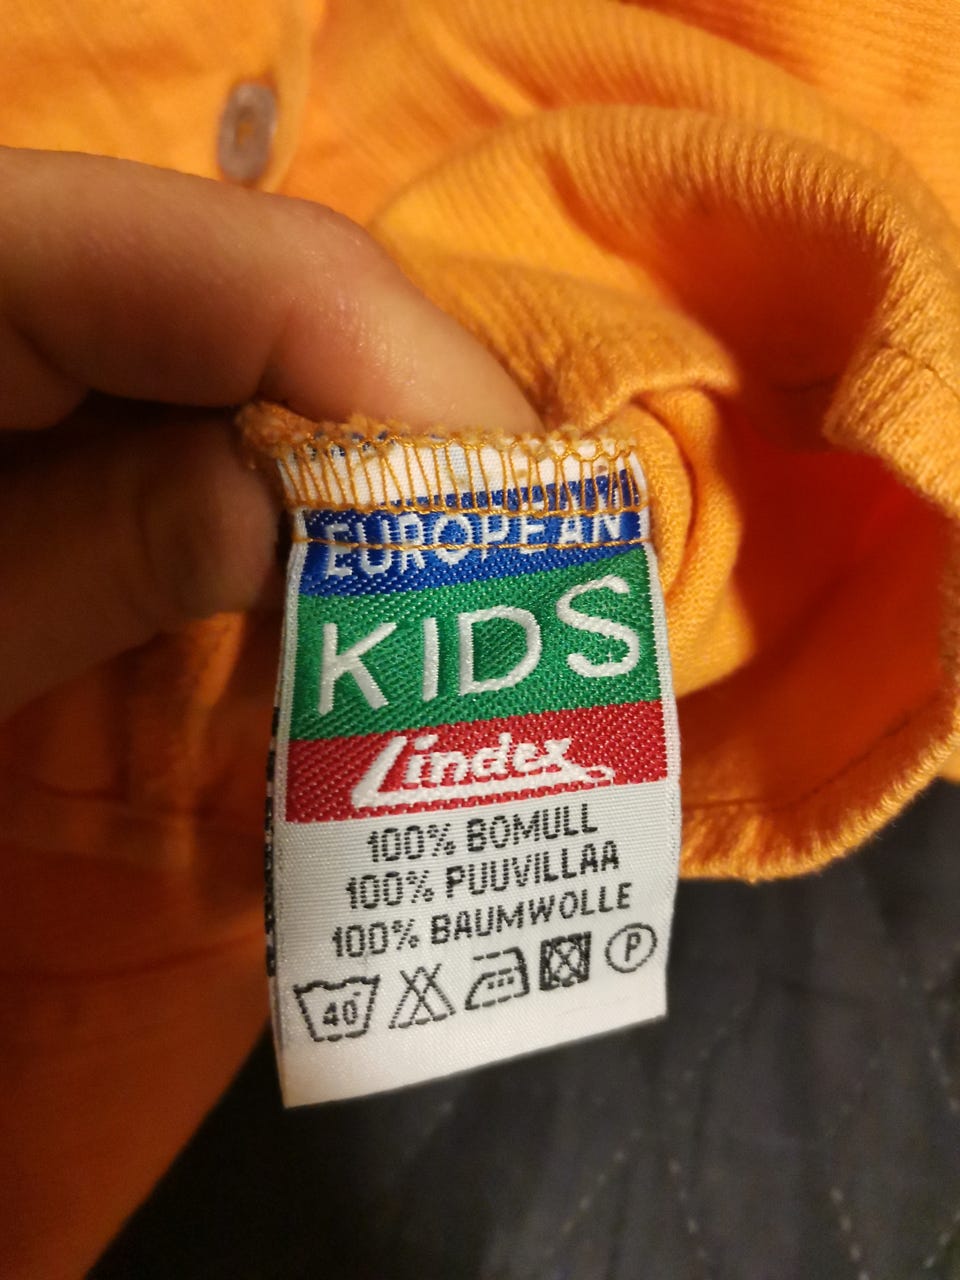 EUROPEAN
KIDS
Lindex
100% BOMULL
100% PUUVILLAA
100% BAUMWOLLE
40° P